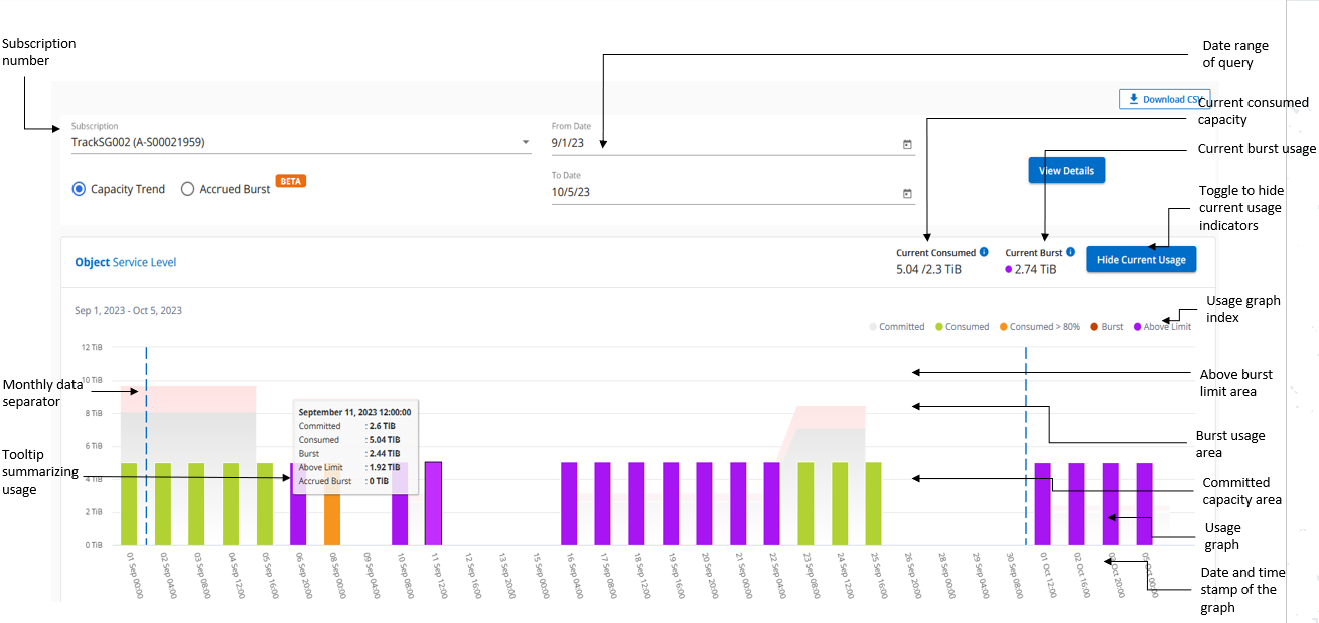 Subscription
number
Date range
of query
Download CSV
Current consumed
capacity
Subscription
TrackSG002 (A-S00021959)
From Date
9/1/23
Current burst usage
View Details
To Date
10/5/23
Capacity Trend
Accrued Burst
BETA
Toggle to hide
current usage
indicators
Object Service Level
Current Consumed
5.04 /2.3 TiB
Current Burst
2.74 TiB
Hide Current Usage
Sep 1, 2023 - Oct 5, 2023
Usage graph
index
Committed
Consumed
Consumed > 80%
Burst
Above Limit
12 TiB
10 TiB
8 TiB
6 TiB
4 TiB
2 TiB
0 TiB
Monthly data
separator
Above burst
limit area
September 11, 2023 12:00:00
Committed : 2.6 TiB
Consumed : 5.04 TiB
Burst : 2.44 TiB
Above Limit : 1.92 TiB
Accrued Burst : 0 TiB
Burst usage
area
Tooltip
summarizing
usage
Committed
capacity area
Usage
graph
Date and time
stamp of the
graph
01 Sep 00:00
02 Sep 04:00
03 Sep 08:00
04 Sep 12:00
05 Sep 16:00
06 Sep 20:00
08 Sep 00:00
09 Sep 04:00
10 Sep 08:00
11 Sep 12:00
12 Sep 16:00
13 Sep 20:00
15 Sep 00:00
16 Sep 04:00
17 Sep 08:00
18 Sep 12:00
19 Sep 16:00
20 Sep 20:00
21 Sep 00:00
22 Sep 04:00
23 Sep 08:00
24 Sep 12:00
25 Sep 16:00
26 Sep 20:00
28 Sep 00:00
29 Sep 04:00
30 Sep 08:00
01 Oct 12:00
02 Oct 16:00
03 Oct 20:00
05 Oct 00:00